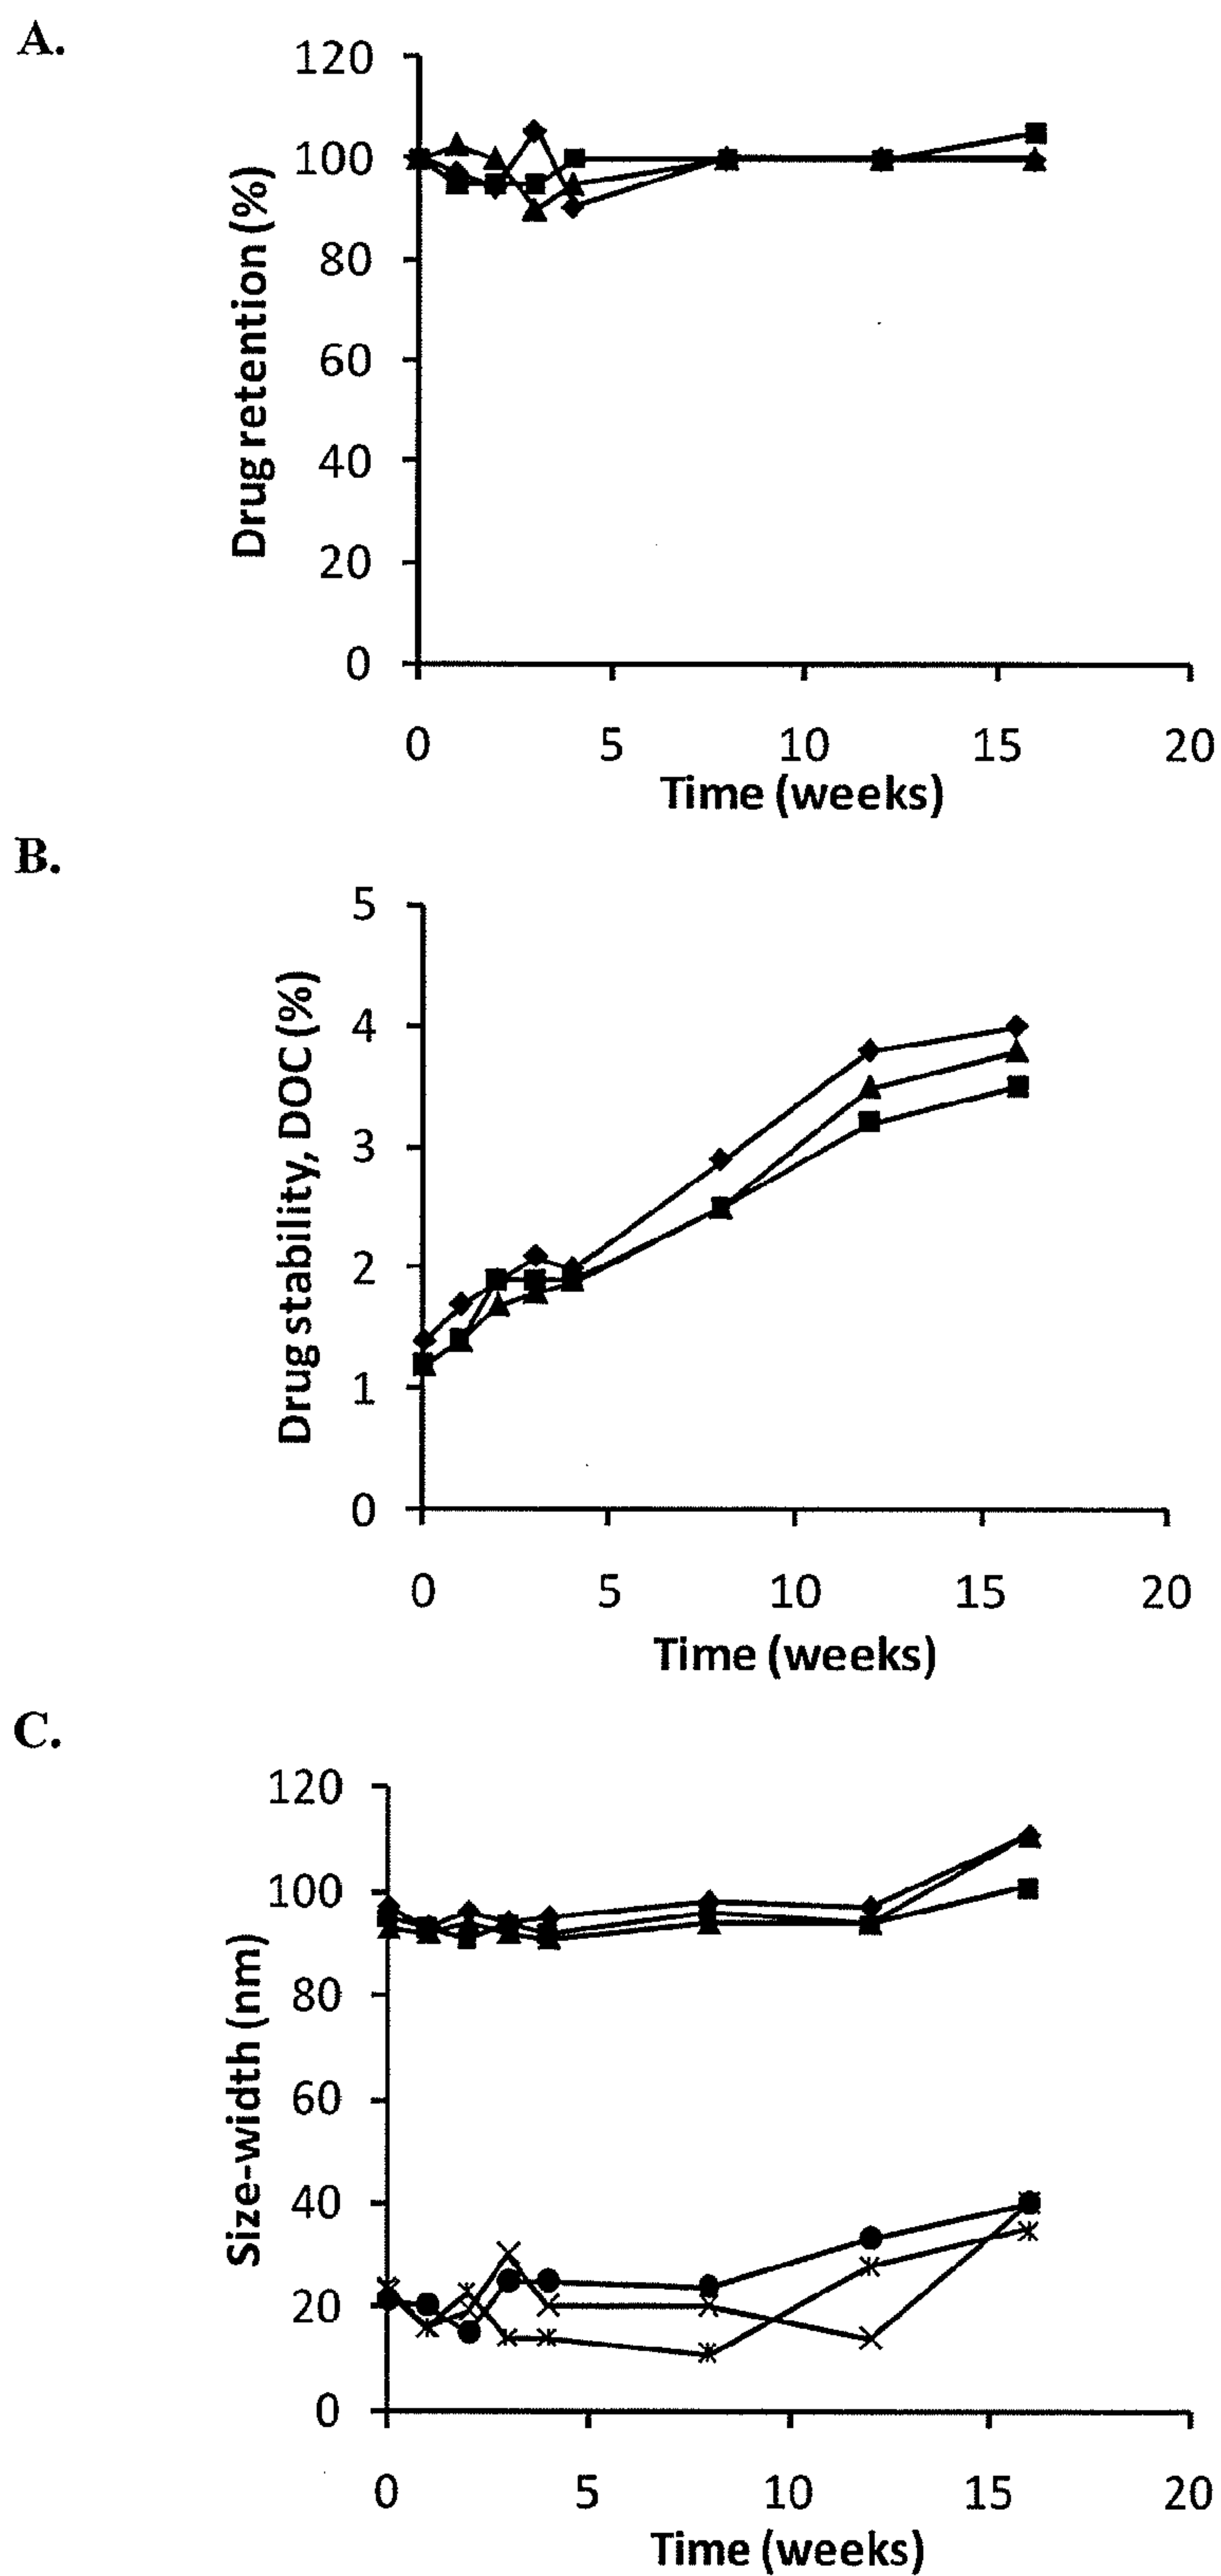 A.
120
100
80
60
40
20
0
Drug retention (%)
0 5 10 15 20
Time (weeks)
B.
5
4
3
2
1
0
Drug stability, DOC (%)
0 5 10 15 20
Time (weeks)
C.
120
100
80
60
40
20
0
Size-width (nm)
0 5 10 15 20
Time (weeks)